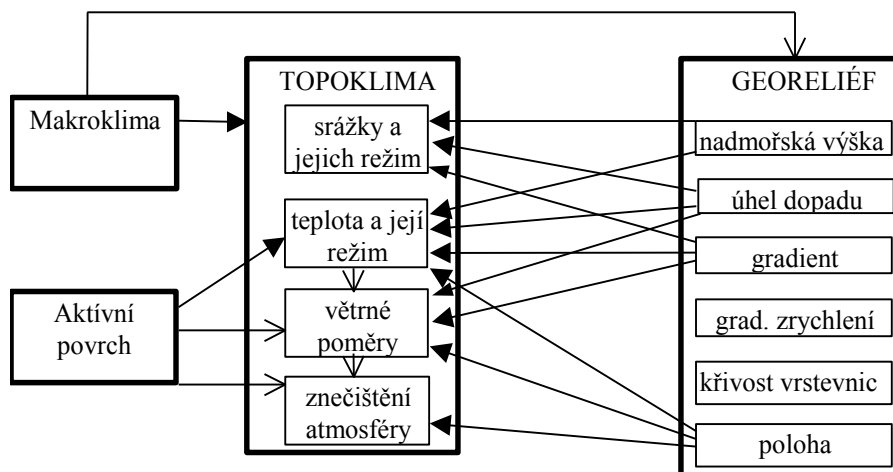 TOPOKLIMA
GEORELIÉF
Makroklima
srážky a
jejich režim
nadmořská výška
úhel dopadu
teplota a její
režim
gradient
Aktívní
povrch
větrné
poměry
grad. zrychlení
křivost vrstevnic
znečištění
atmosféry
poloha